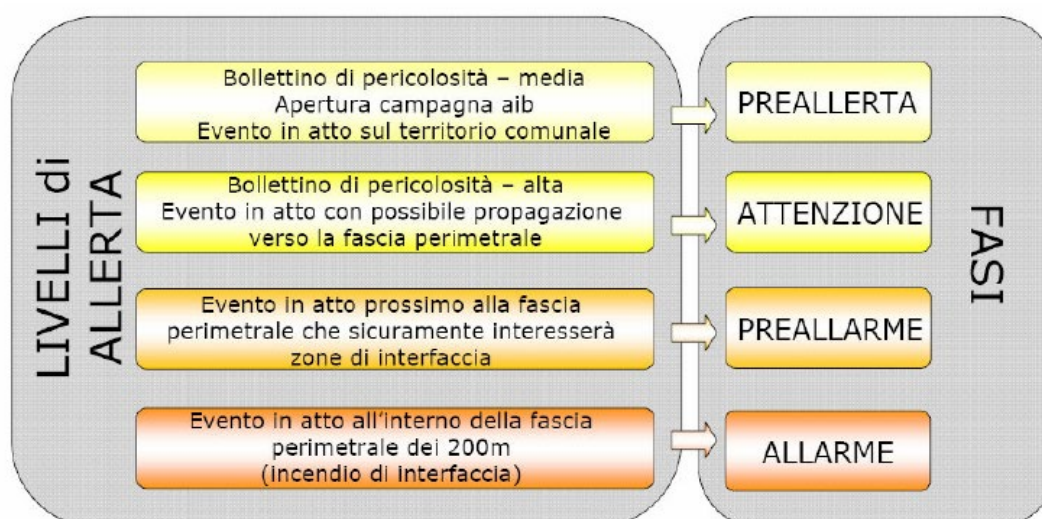 LIVELLI di
ALLERTA
Bollettino di pericolosità – media
Apertura campagna aib
Evento in atto sul territorio comunale
PREALLERTA
Bollettino di pericolosità – alta
Evento in atto con possibile propagazione
verso la fascia perimetrale
ATTENZIONE
Evento in atto prossimo alla fascia
perimetrale che sicuramente interesserà
zone di interfaccia
PREALLARME
Evento in atto all'interno della fascia
perimetrale dei 200m
(incendio di interfaccia)
ALLARME
FASI